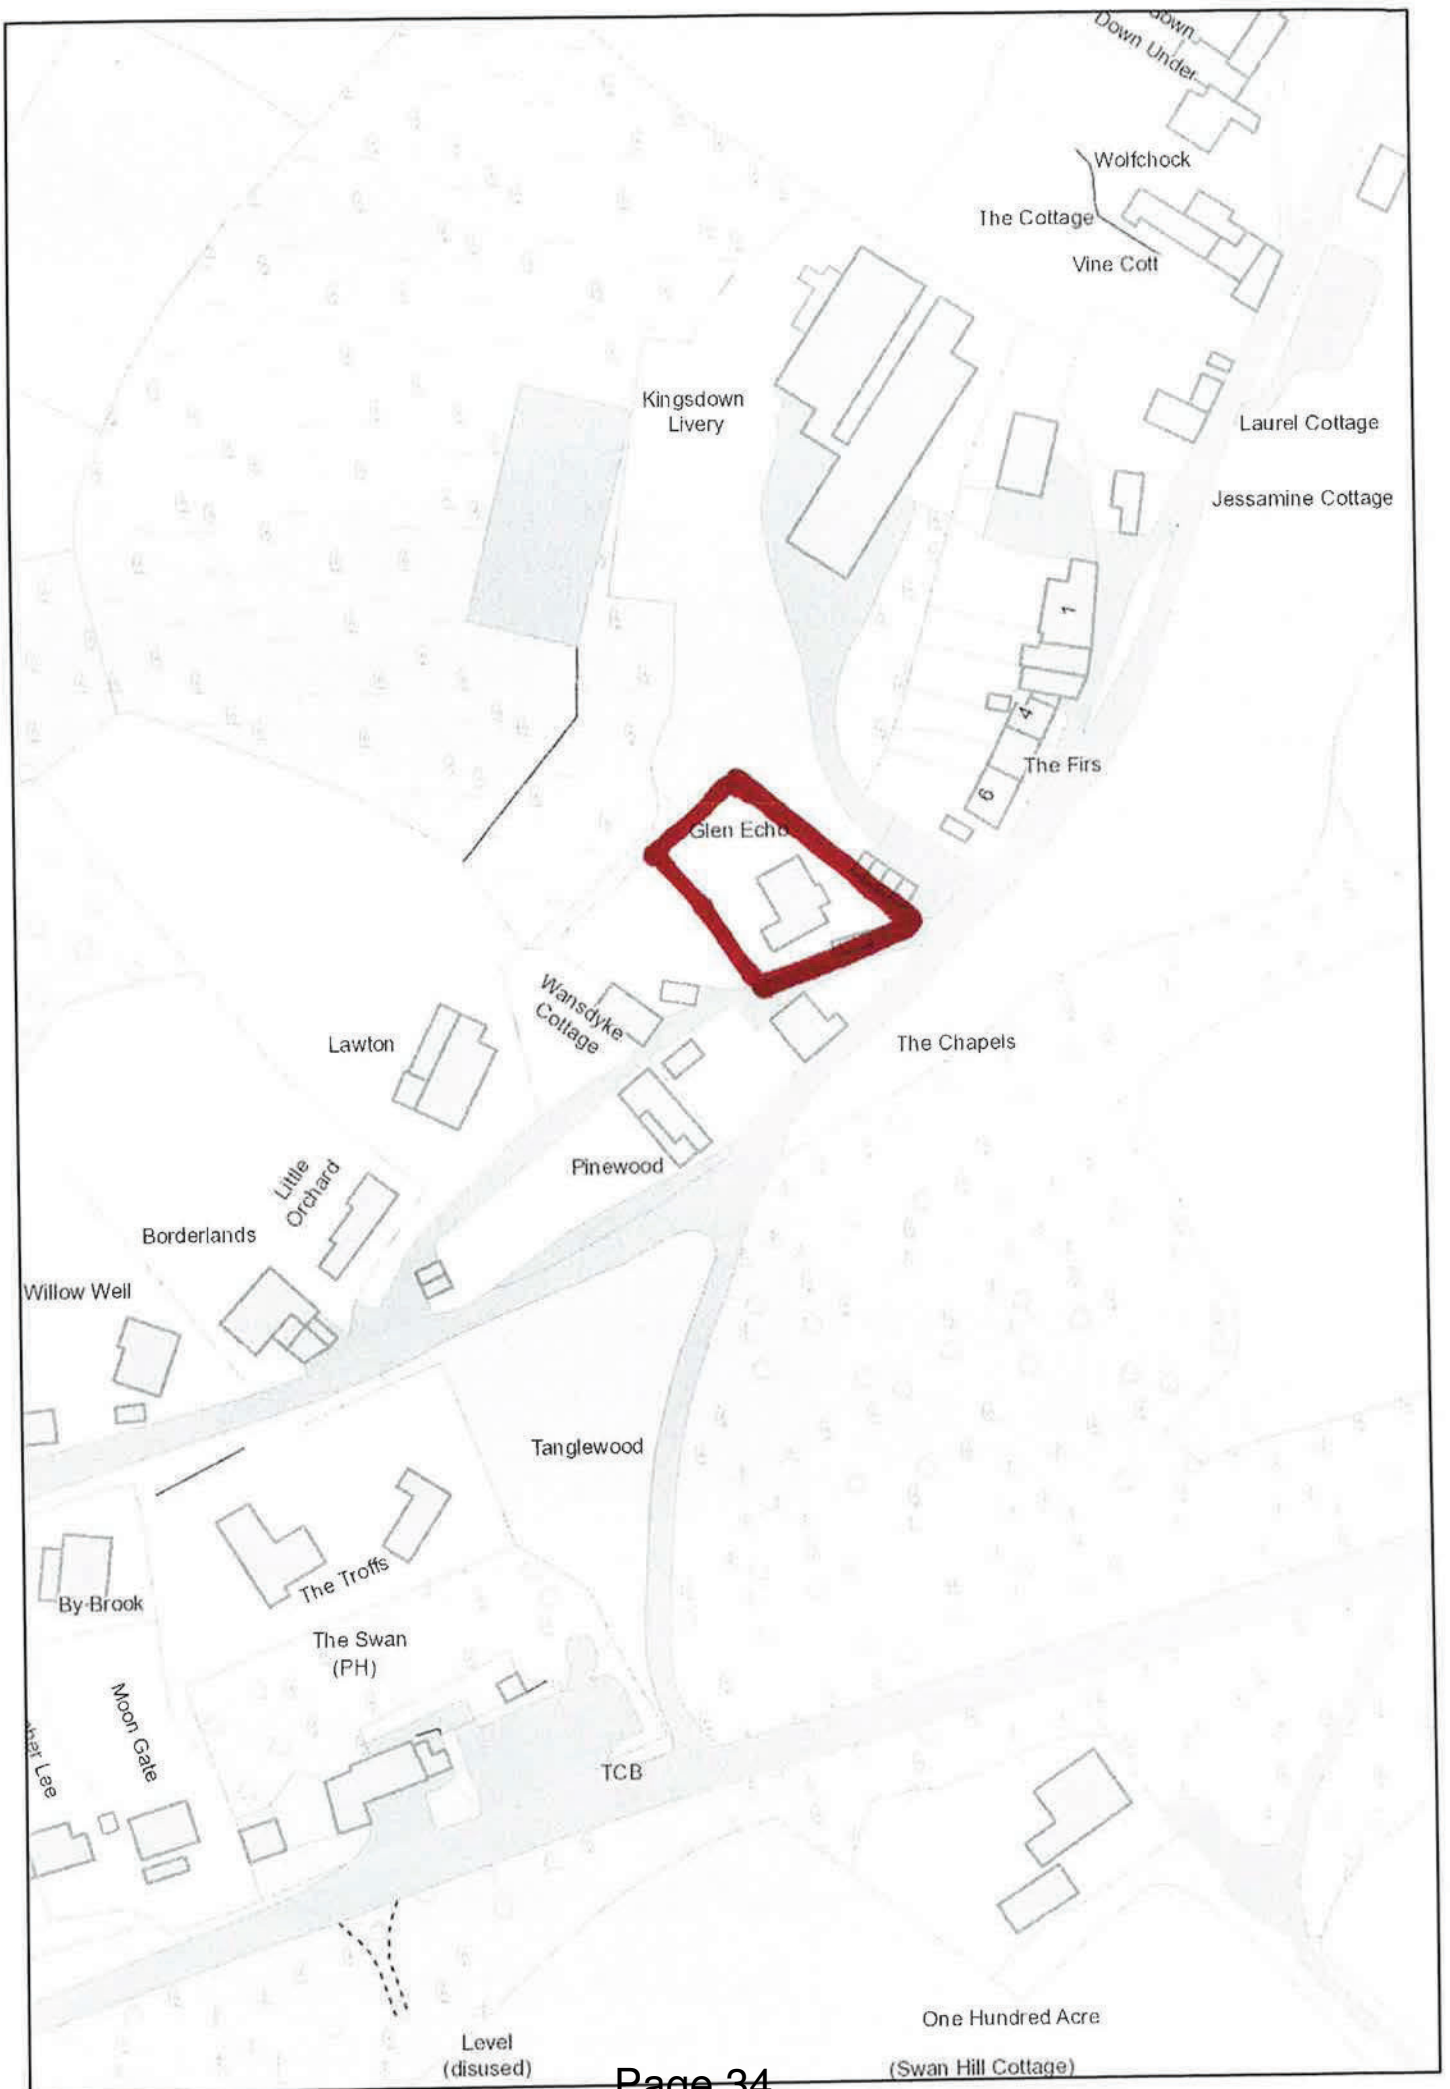 Down Under
Wolfchock
The Cottage
Vine Cott
Kingsdown
Livery
Laurel Cottage
Jessamine Cottage
1
4
The Firs
6
Glen Echo
Wansdyke
Cottage
Lawton
The Chapels
Pinewood
Little
Orchard
Borderlands
Willow Well
Tanglewood
The Troffs
By-Brook
The Swan
(PH)
Moon Gate
Lee
TCB
One Hundred Acre
Level
(disused)
(Swan Hill Cottage)
Page 34